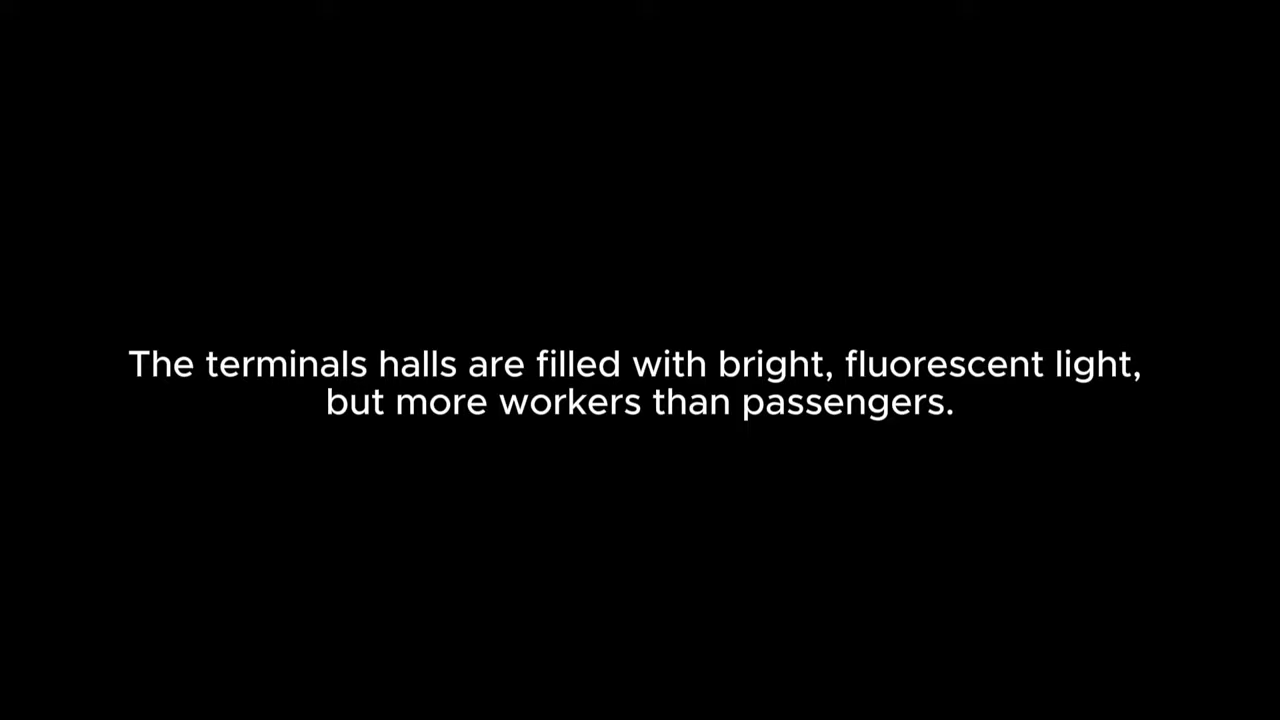 The terminals halls are filled with bright, fluorescent light,
but more workers than passengers.